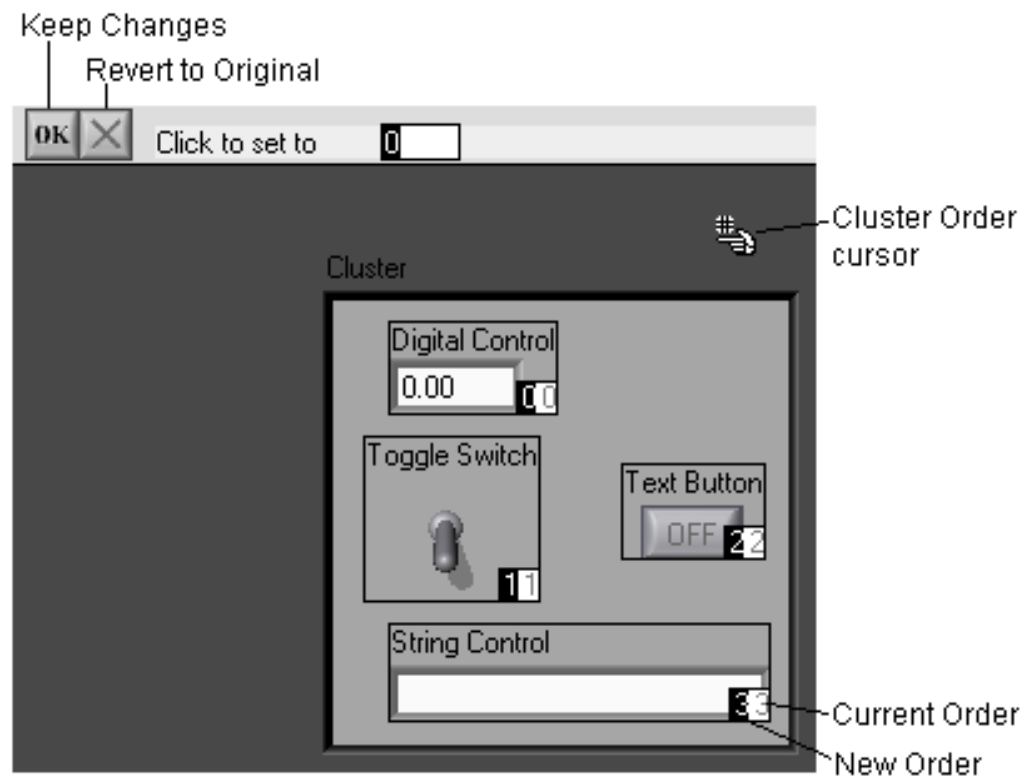 Keep Changes
Revert to Original
OK
Click to set to 0
Cluster Order
cursor
Cluster
Digital Control
0.00
0 0
Toggle Switch
Text Button
OFF
2 2
1 1
String Control
3 3
Current Order
New Order